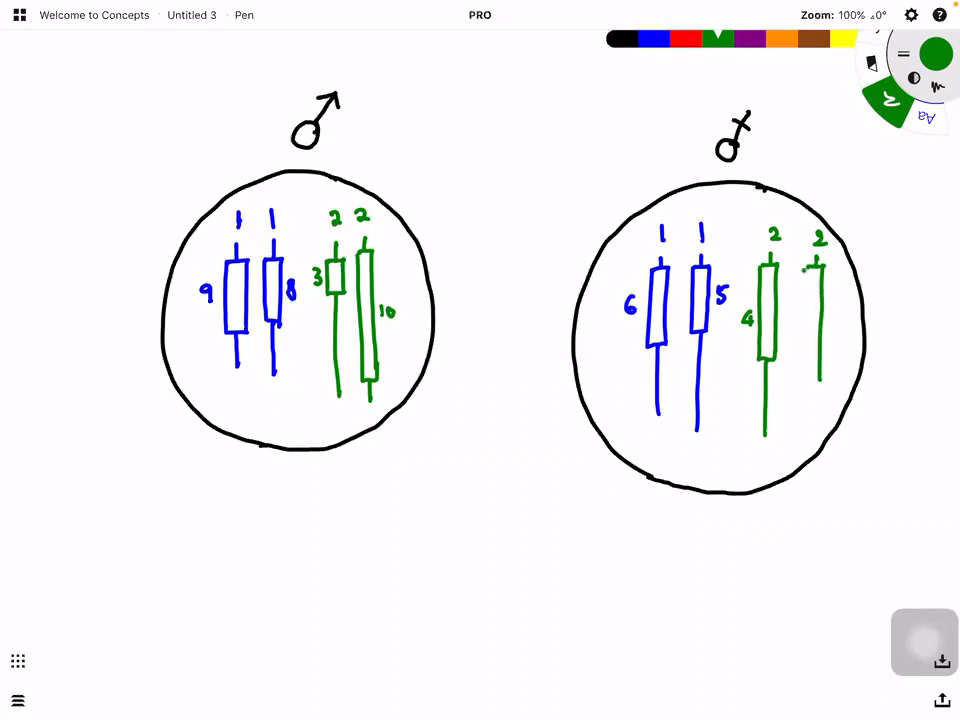 Welcome to Concepts Untitled 3 Pen PRO Zoom: 100% 0°
Aa
1 1 2 2
9 8 3 10
1 1 2 2
6 5 4